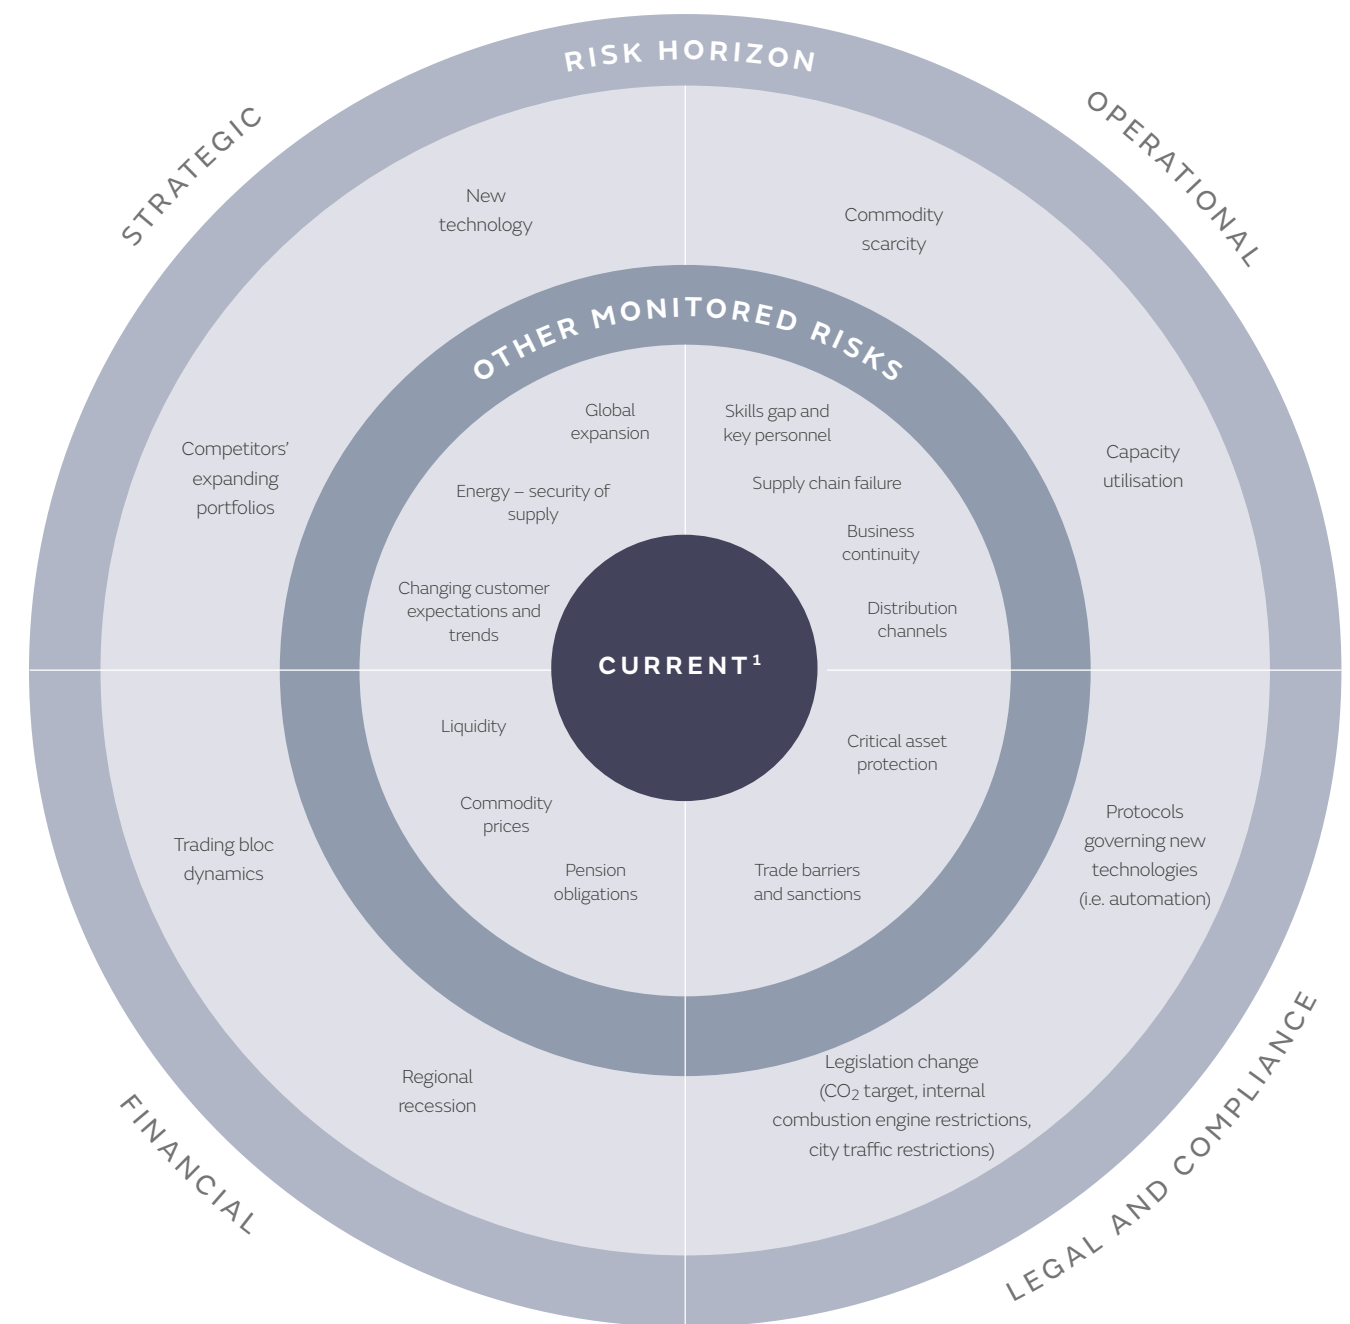 RISK HORIZON
STRATEGIC
OPERATIONAL
New
technology
Commodity
scarcity
OTHER MONITORED RISKS
Competitors’
expanding
portfolios
Global
expansion
Energy – security of
supply
Changing customer
expectations and
trends
Skills gap and
key personnel
Supply chain failure
Business
continuity
Distribution
channels
Capacity
utilisation
CURRENT¹
Liquidity
Commodity
prices
Pension
obligations
Critical asset
protection
Trade barriers
and sanctions
Trading bloc
dynamics
Regional
recession
Protocols
governing new
technologies
(i.e. automation)
Legislation change
(CO₂ target, internal
combustion engine restrictions,
city traffic restrictions)
FINANCIAL
LEGAL AND COMPLIANCE